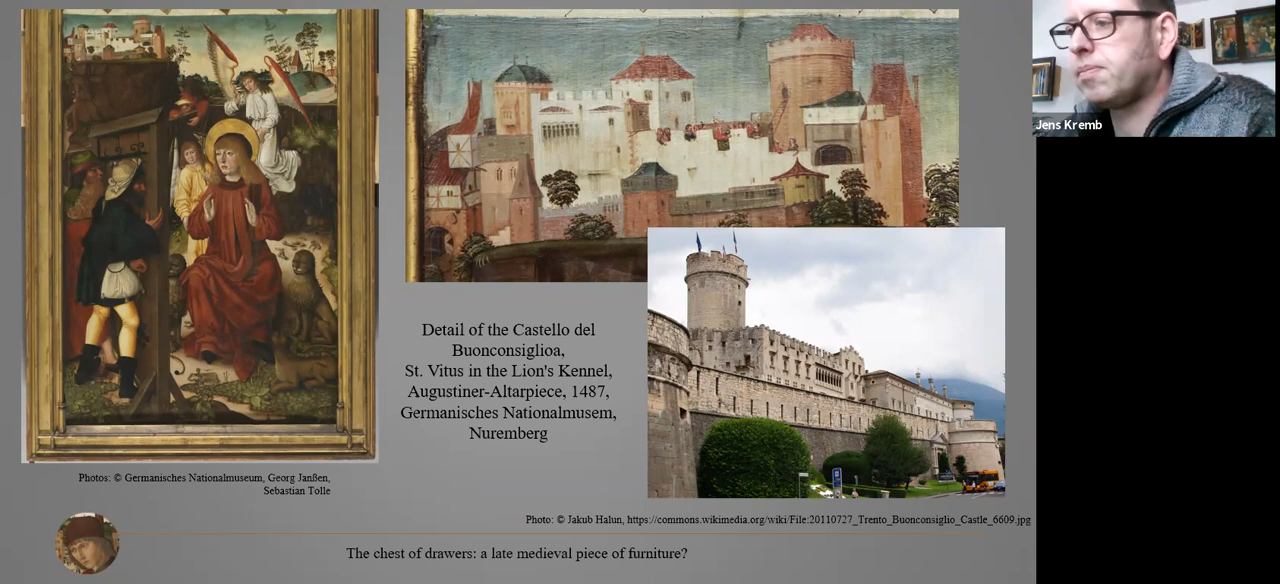 Jens Kremb
Detail of the Castello del
Buonconsiglioa,
St. Vitus in the Lion's Kennel,
Augustiner-Altarpiece, 1487,
Germanisches Nationalmusem,
Nuremberg
Photos: © Germanisches Nationalmuseum, Georg Janßen,
Sebastian Tolle
Photo: © Jakub Halun, https://commons.wikimedia.org/wiki/File:20110727_Trento_Buonconsiglio_Castle_6609.jpg
The chest of drawers: a late medieval piece of furniture?